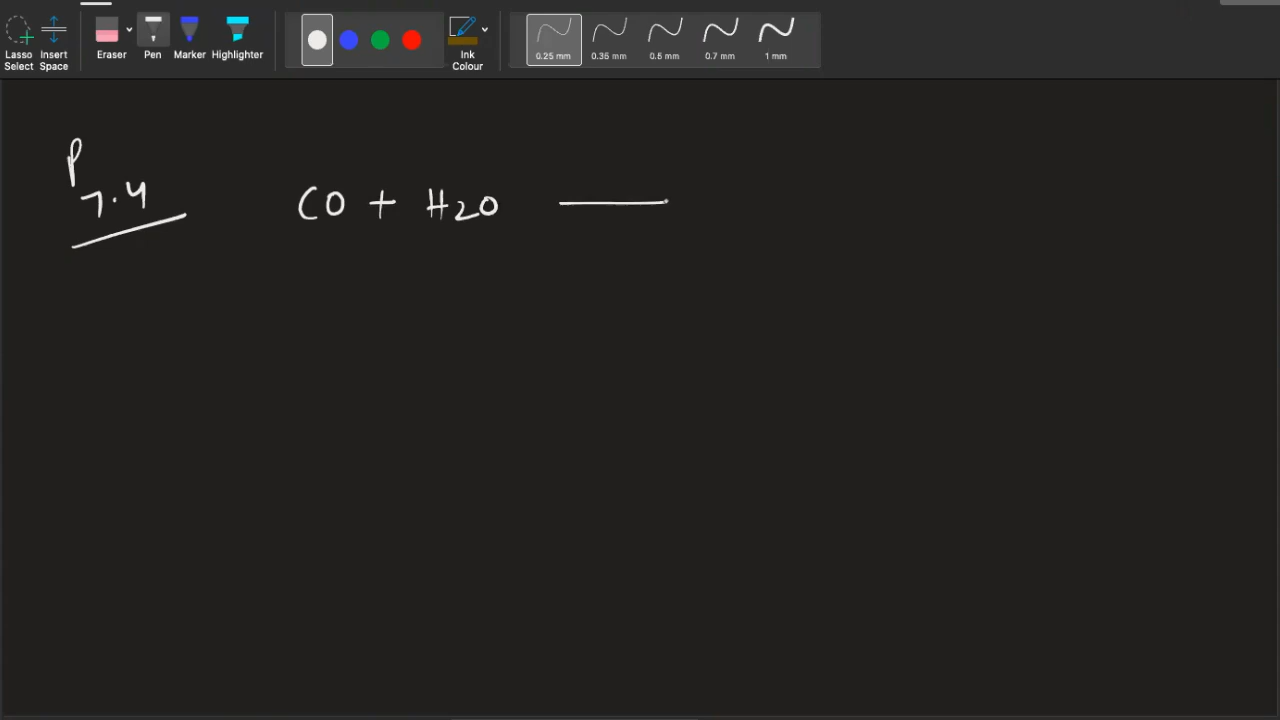 Lasso Select
Insert Space
Eraser
Pen
Marker
Highlighter
Ink Colour
0.25 mm
0.35 mm
0.5 mm
0.7 mm
1 mm
P
7.4
CO + H2O